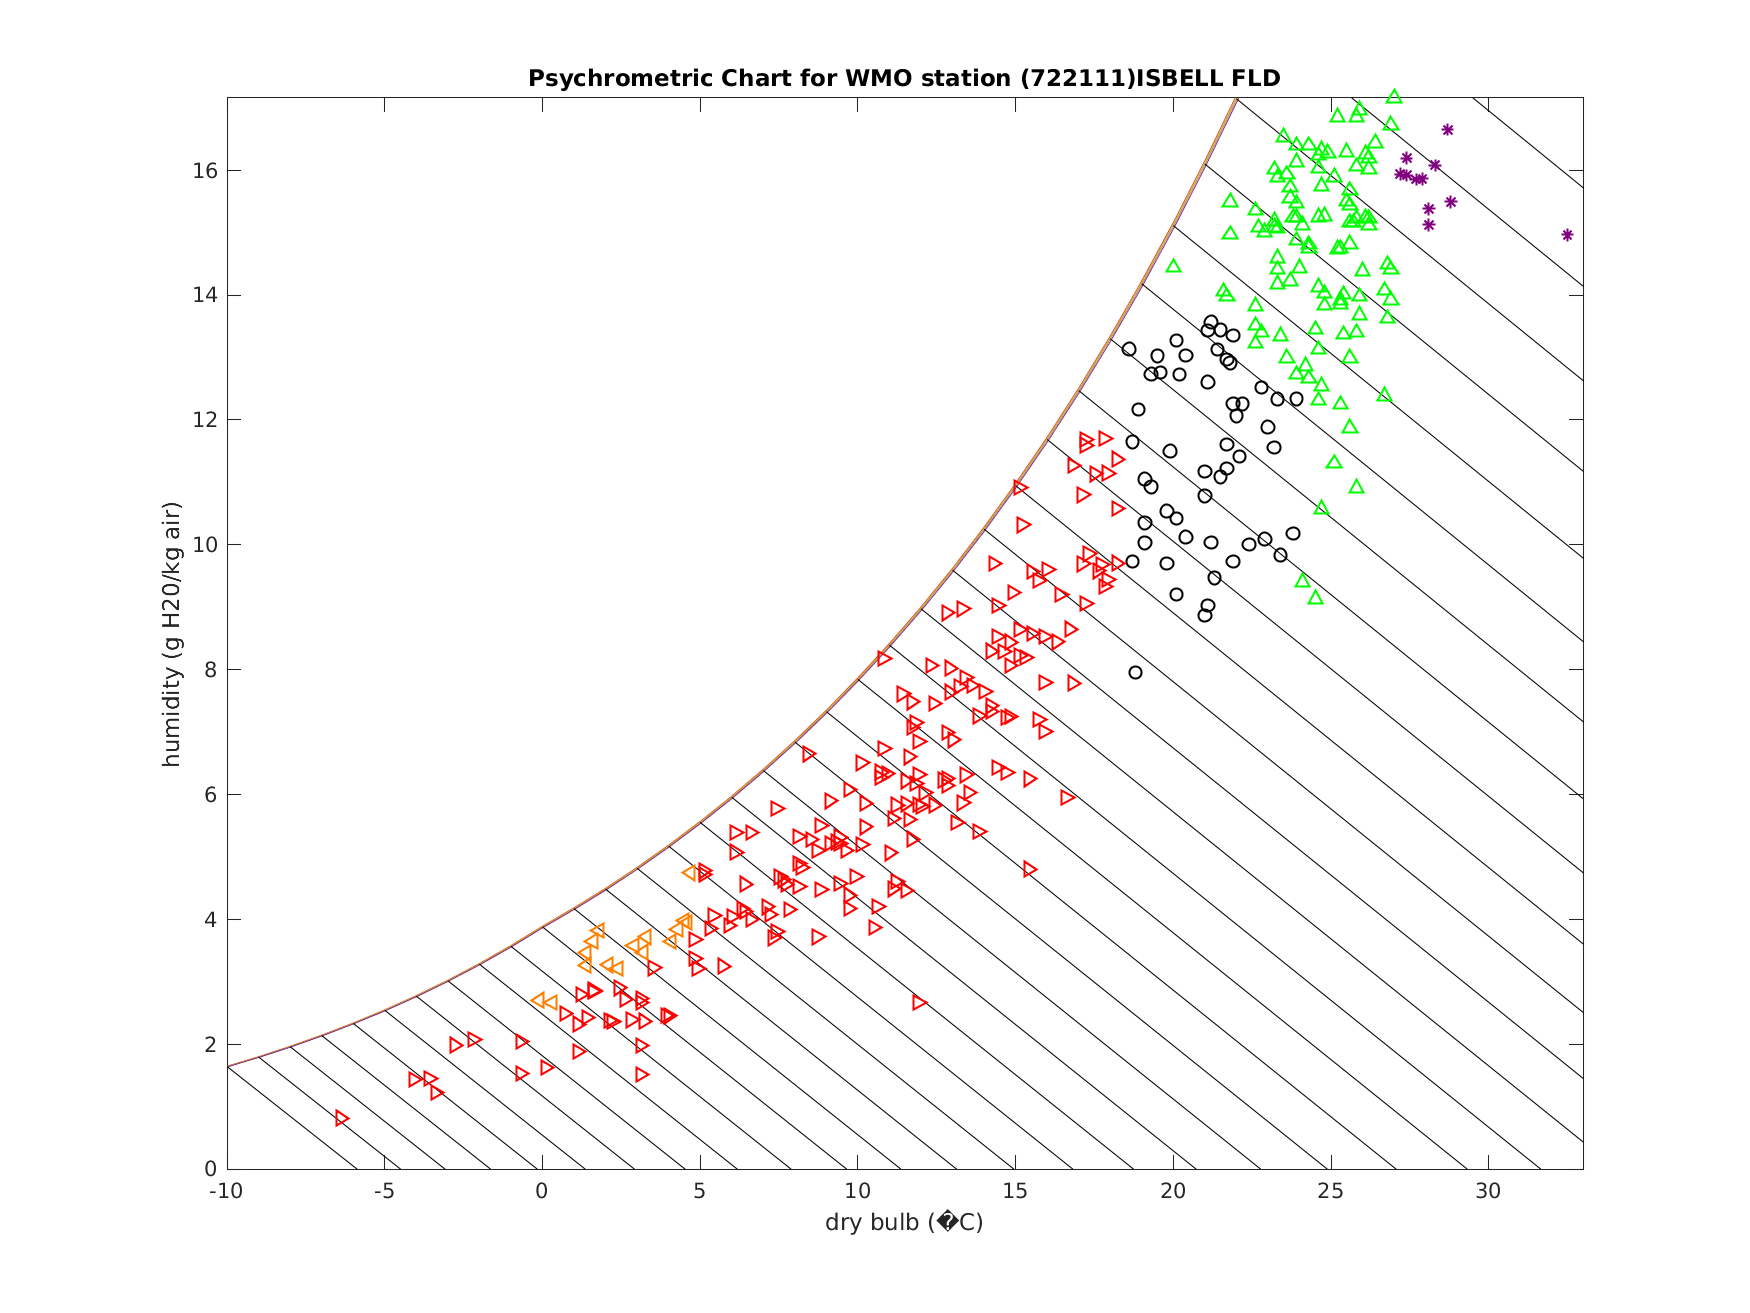 Psychrometric Chart for WMO station (722111)ISBELL FLD
humidity (g H20/kg air)
16
14
12
10
8
6
4
2
0
-10 -5 0 5 10 15 20 25 30
dry bulb (�C)